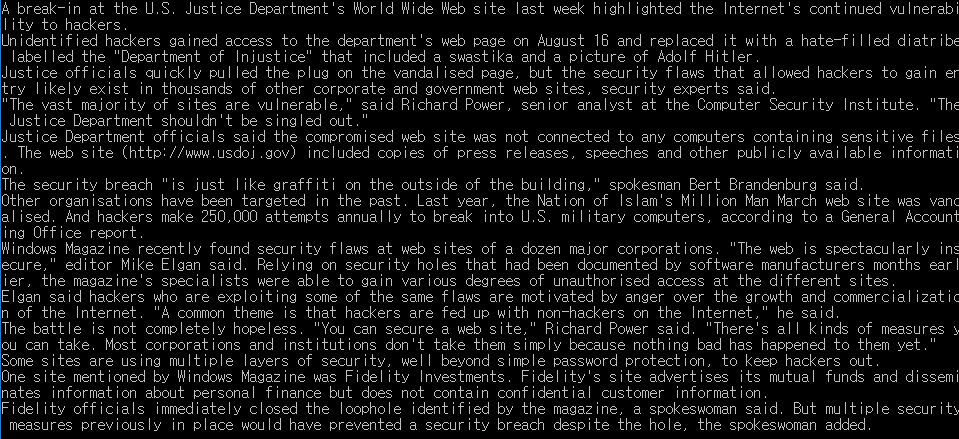 A break-in at the U.S. Justice Department's World Wide Web site last week highlighted the Internet's continued vulnerabi
lity to hackers.
Unidentified hackers gained access to the department's web page on August 16 and replaced it with a hate-filled diatribe
 labelled the "Department of Injustice" that included a swastika and a picture of Adolf Hitler.
Justice officials quickly pulled the plug on the vandalised page, but the security flaws that allowed hackers to gain en
try likely exist in thousands of other corporate and government web sites, security experts said.
"The vast majority of sites are vulnerable," said Richard Power, senior analyst at the Computer Security Institute. "The
 Justice Department shouldn't be singled out."
Justice Department officials said the compromised web site was not connected to any computers containing sensitive files
. The web site (http://www.usdoj.gov) included copies of press releases, speeches and other publicly available informati
on.
The security breach "is just like graffiti on the outside of the building," spokesman Bert Brandenburg said.
Other organisations have been targeted in the past. Last year, the Nation of Islam's Million Man March web site was vand
alised. And hackers make 250,000 attempts annually to break into U.S. military computers, according to a General Account
ing Office report.
Windows Magazine recently found security flaws at web sites of a dozen major corporations. "The web is spectacularly ins
ecure," editor Mike Elgan said. Relying on security holes that had been documented by software manufacturers months earl
ier, the magazine's specialists were able to gain various degrees of unauthorised access at the different sites.
Elgan said hackers who are exploiting some of the same flaws are motivated by anger over the growth and commercializatio
n of the Internet. "A common theme is that hackers are fed up with non-hackers on the Internet," he said.
The battle is not completely hopeless. "You can secure a web site," Richard Power said. "There's all kinds of measures y
ou can take. Most corporations and institutions don't take them simply because nothing bad has happened to them yet."
Some sites are using multiple layers of security, well beyond simple password protection, to keep hackers out.
One site mentioned by Windows Magazine was Fidelity Investments. Fidelity's site advertises its mutual funds and dissemi
nates information about personal finance but does not contain confidential customer information.
Fidelity officials immediately closed the loophole identified by the magazine, a spokeswoman said. But multiple security
 measures previously in place would have prevented a security breach despite the hole, the spokeswoman added.